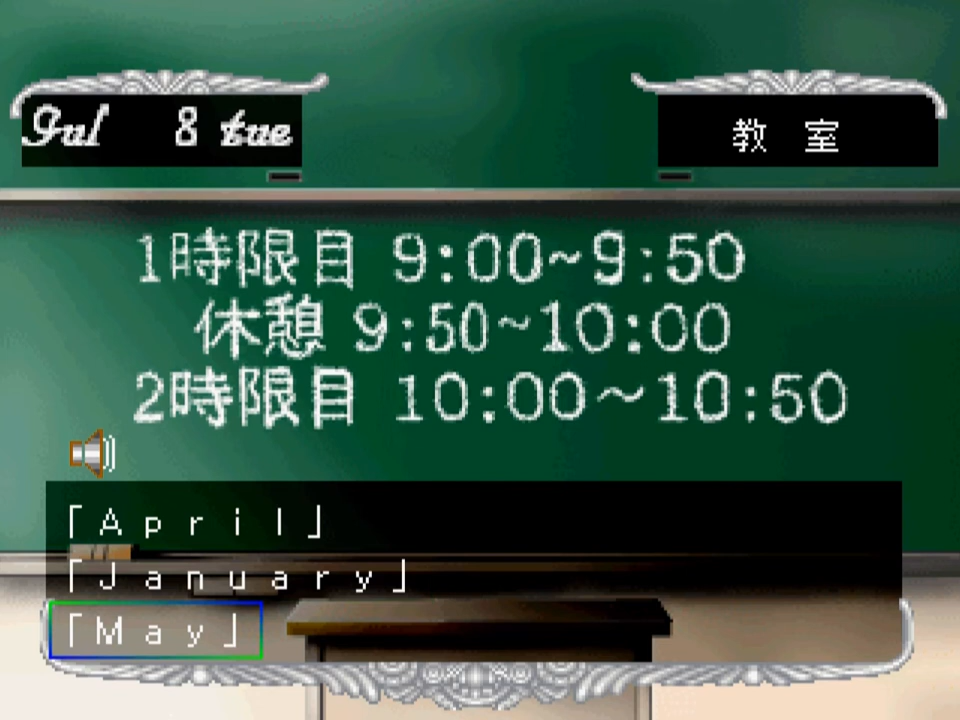 Jul 8 tue
教室
1時限目 9:00~9:50
休憩 9:50~10:00
2時限目 10:00~10:50
「April」
「January」
「May」